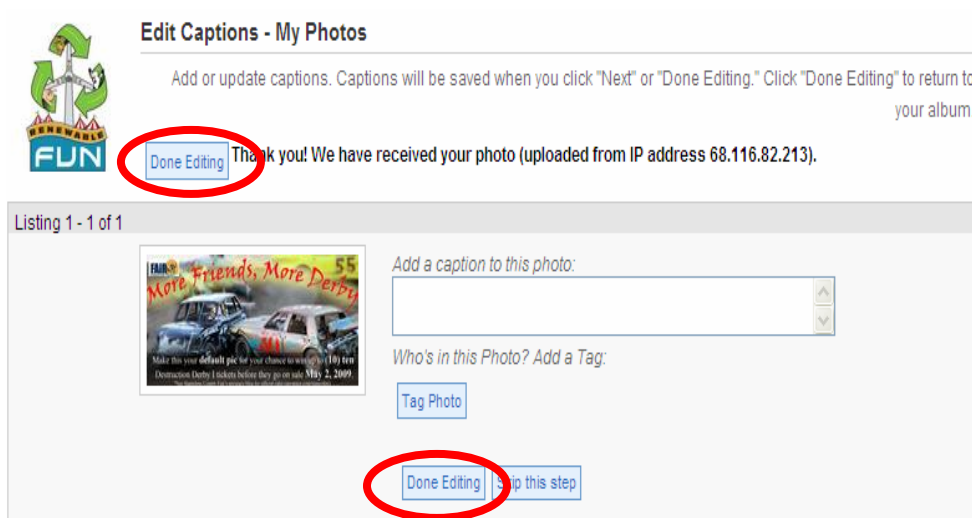 Edit Captions - My Photos
Add or update captions. Captions will be saved when you click "Next" or "Done Editing." Click "Done Editing" to return to
your album
RENEWABLE
FUN
Done Editing
Thank you! We have received your photo (uploaded from IP address 68.116.82.213).
Listing 1 - 1 of 1
FAIR
55
More Friends, More Derby
Make this your default pic for your chance to win up to (10) ten
Destruction Derby I tickets before they go on sale May 2, 2009.
Add a caption to this photo:
Who's in this Photo? Add a Tag:
Tag Photo
Done Editing
Skip this step